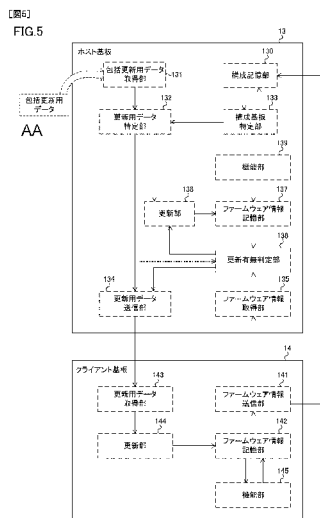 [図5]
FIG.5
13
ホスト基板
包括更新用データ
取得部
131
130
構成記憶部
包括更新用
データ
AA
132
更新用データ
特定部
133
構成基板
特定部
139
機能部
138
更新部
137
ファームウェア情報
記憶部
136
更新有無判定部
134
更新用データ
送信部
135
ファームウェア情報
取得部
14
クライアント基板
143
更新用データ
取得部
141
ファームウェア情報
送信部
144
更新部
142
ファームウェア情報
記憶部
145
機能部